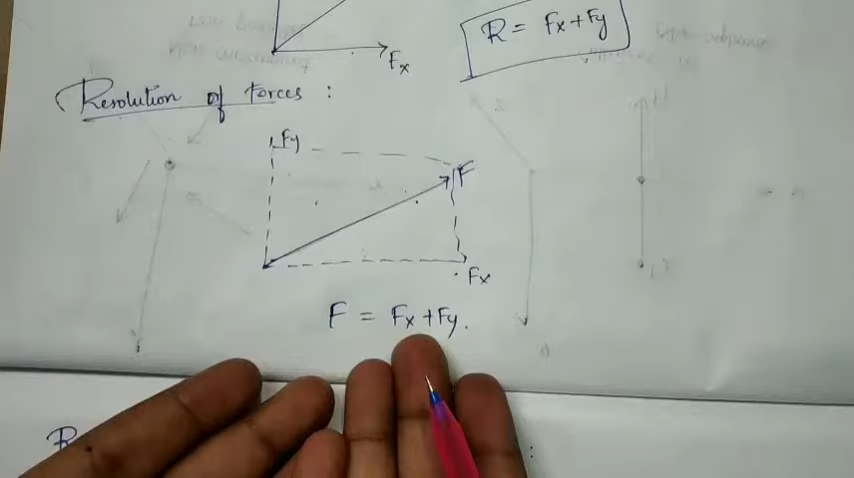 R = Fx+Fy
Fx
Resolution of forces :
Fy
F
Fx
F = Fx+Fy.
R
: